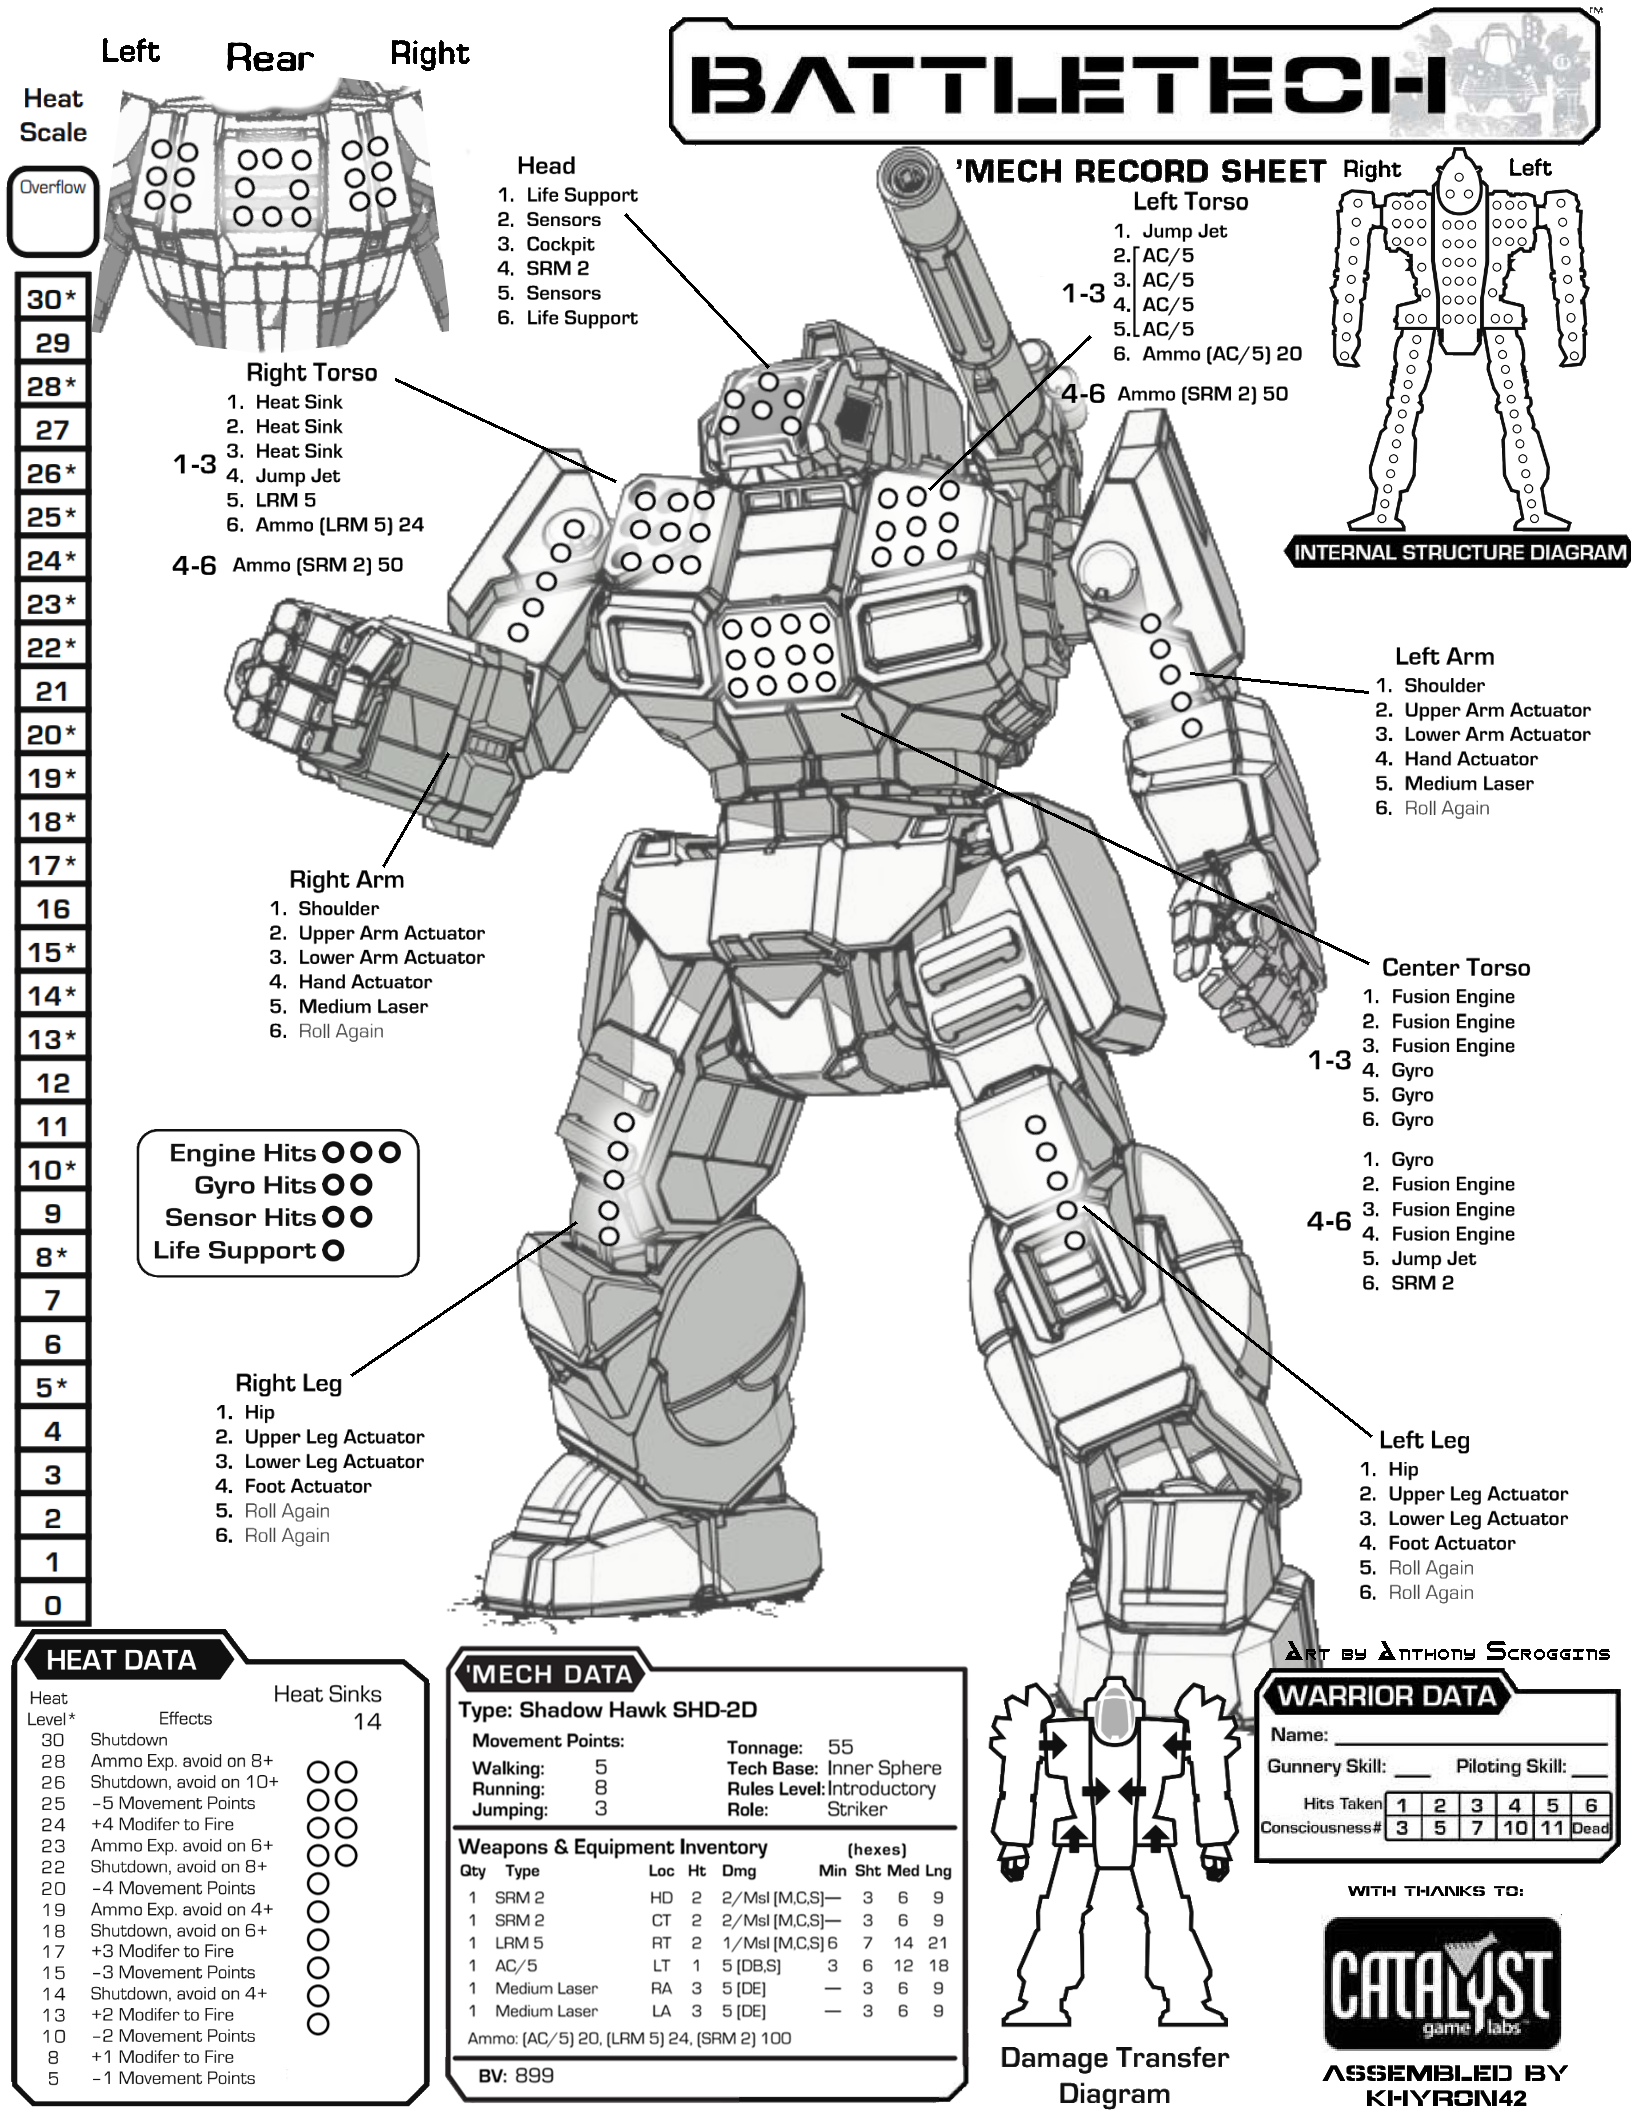 Left Rear Right
BATTLETECH
TM
Heat
Scale
Overflow
30*
29
28*
27
26*
25*
24*
23*
22*
21
20*
19*
18*
17*
16
15*
14*
13*
12
11
10*
9
8*
7
6
5*
4
3
2
1
0
'MECH RECORD SHEET
Head
1. Life Support
2. Sensors
3. Cockpit
4. SRM 2
5. Sensors
6. Life Support
Left Torso
1. Jump Jet
2. AC/5
1-3
3. AC/5
4. AC/5
5. AC/5
6. Ammo (AC/5) 20
4-6 Ammo (SRM 2) 50
Right Left
INTERNAL STRUCTURE DIAGRAM
Right Torso
1. Heat Sink
2. Heat Sink
1-3
3. Heat Sink
4. Jump Jet
5. LRM 5
6. Ammo (LRM 5) 24
4-6 Ammo (SRM 2) 50
Left Arm
1. Shoulder
2. Upper Arm Actuator
3. Lower Arm Actuator
4. Hand Actuator
5. Medium Laser
6. Roll Again
Right Arm
1. Shoulder
2. Upper Arm Actuator
3. Lower Arm Actuator
4. Hand Actuator
5. Medium Laser
6. Roll Again
Center Torso
1. Fusion Engine
2. Fusion Engine
3. Fusion Engine
1-3
4. Gyro
5. Gyro
6. Gyro
1. Gyro
2. Fusion Engine
3. Fusion Engine
4-6
4. Fusion Engine
5. Jump Jet
6. SRM 2
Engine Hits
Gyro Hits
Sensor Hits
Life Support
Right Leg
1. Hip
2. Upper Leg Actuator
3. Lower Leg Actuator
4. Foot Actuator
5. Roll Again
6. Roll Again
Left Leg
1. Hip
2. Upper Leg Actuator
3. Lower Leg Actuator
4. Foot Actuator
5. Roll Again
6. Roll Again
HEAT DATA
Heat
Level* Effects
Heat Sinks
14
30 Shutdown
28 Ammo Exp. avoid on 8+
26 Shutdown, avoid on 10+
25 -5 Movement Points
24 +4 Modifer to Fire
23 Ammo Exp. avoid on 6+
22 Shutdown, avoid on 8+
20 -4 Movement Points
19 Ammo Exp. avoid on 4+
18 Shutdown, avoid on 6+
17 +3 Modifer to Fire
15 -3 Movement Points
14 Shutdown, avoid on 4+
13 +2 Modifer to Fire
10 -2 Movement Points
8 +1 Modifer to Fire
5 -1 Movement Points
'MECH DATA
Type: Shadow Hawk SHD-2D
Movement Points:
Walking: 5
Running: 8
Jumping: 3
Tonnage: 55
Tech Base: Inner Sphere
Rules Level: Introductory
Role: Striker
Weapons & Equipment Inventory (hexes)
Qty Type Loc Ht Dmg Min Sht Med Lng
1 SRM 2 HD 2 2/Msl [M,C,S] — 3 6 9
1 SRM 2 CT 2 2/Msl [M,C,S] — 3 6 9
1 LRM 5 RT 2 1/Msl [M,C,S] 6 7 14 21
1 AC/5 LT 1 5 [DB,S] 3 6 12 18
1 Medium Laser RA 3 5 [DE] — 3 6 9
1 Medium Laser LA 3 5 [DE] — 3 6 9
Ammo: (AC/5) 20, (LRM 5) 24, (SRM 2) 100
BV: 899
Damage Transfer
Diagram
Art by Anthony Scroggins
WARRIOR DATA
Name:
Gunnery Skill: Piloting Skill:
Hits Taken 1 2 3 4 5 6
Consciousness# 3 5 7 10 11 Dead
WITH THANKS TO:
CATALYST
game labs
ASSEMBLED BY
KHYRON42